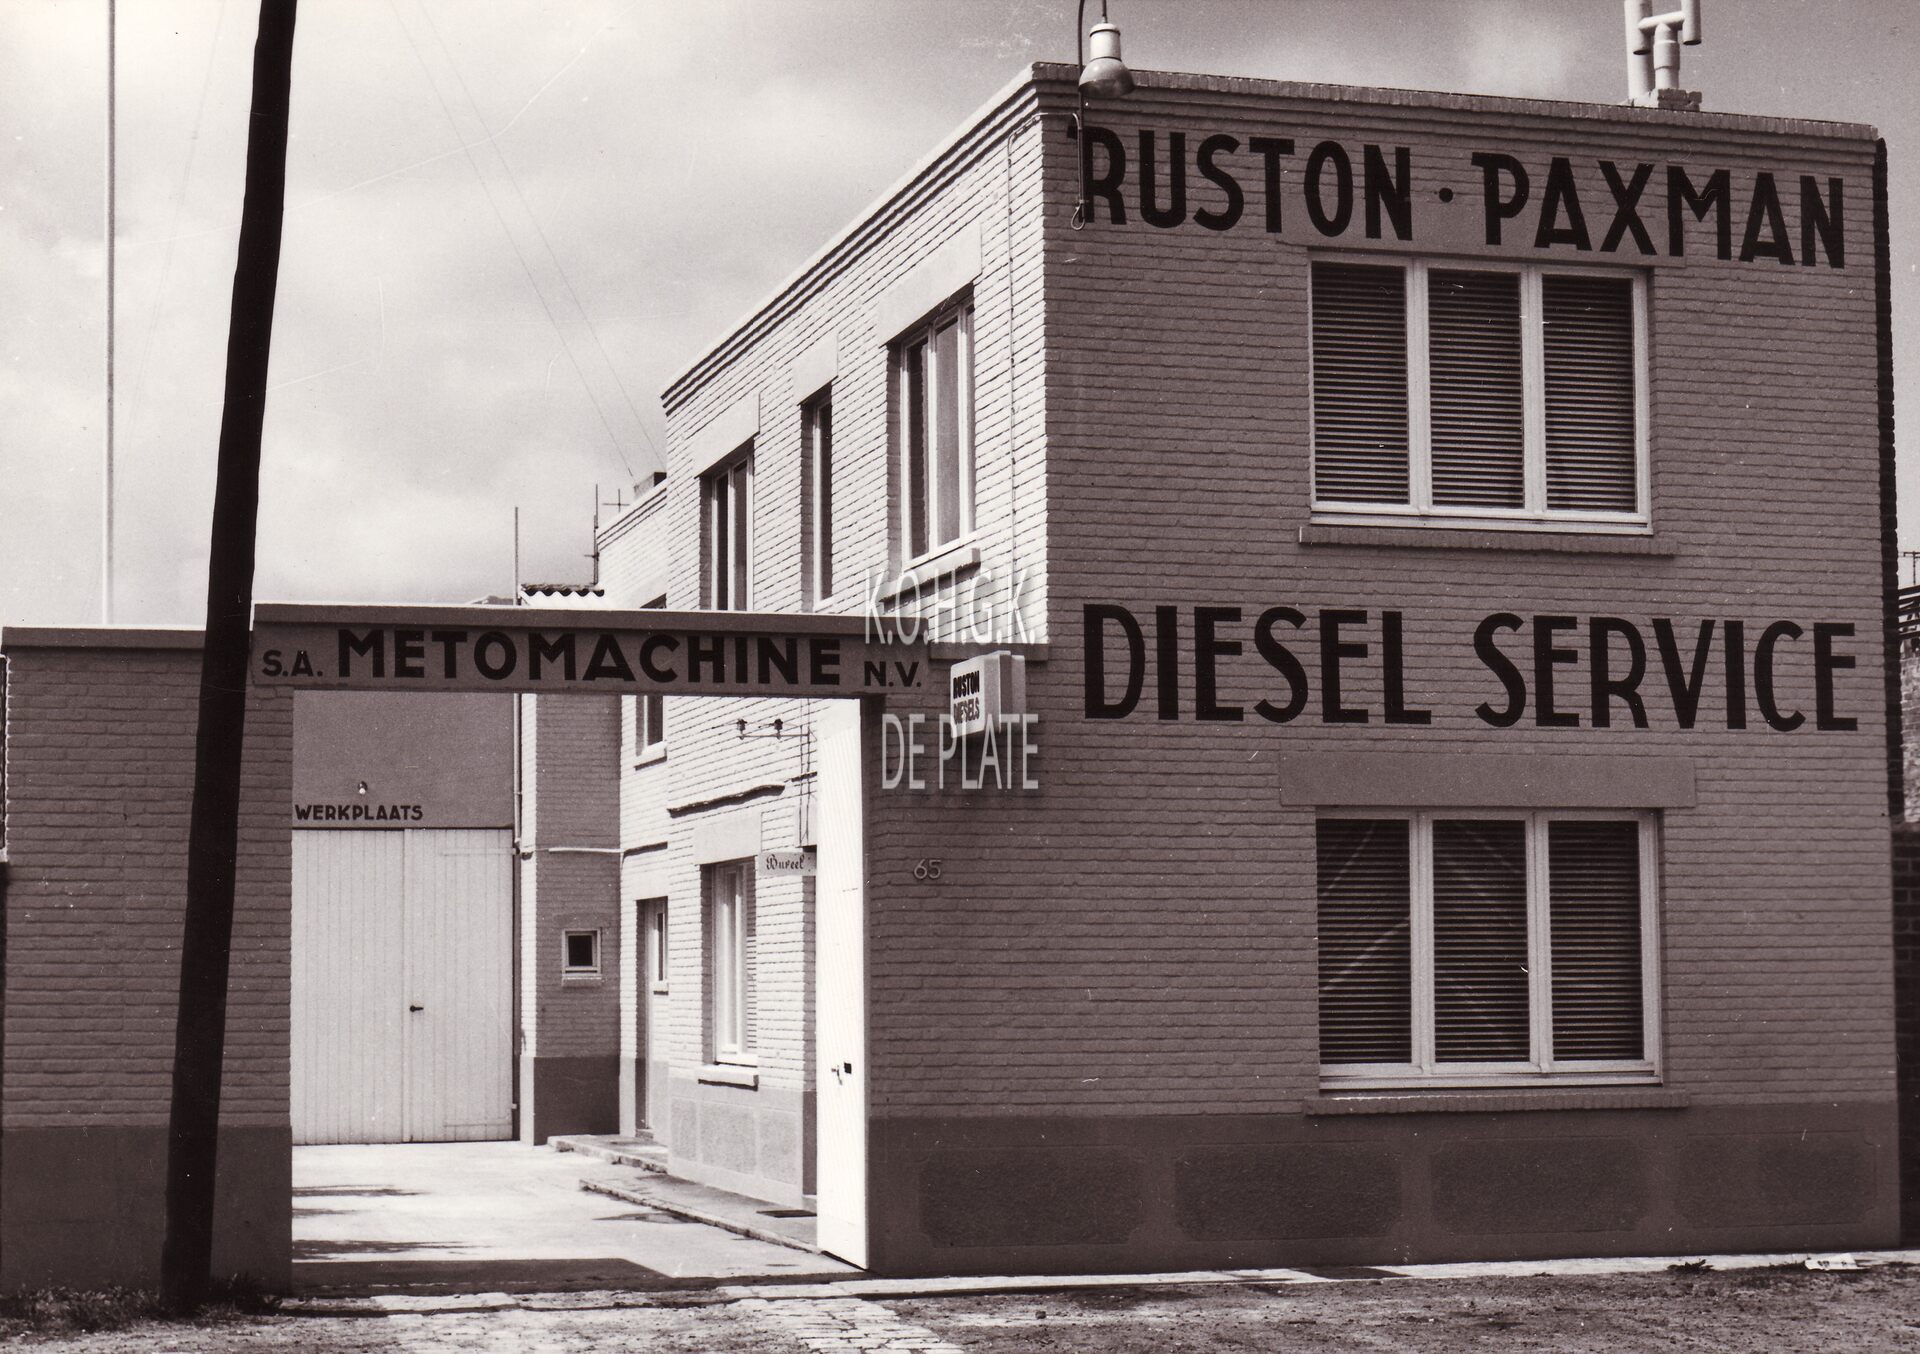 RUSTON · PAXMAN
DIESEL SERVICE
S.A. METOMACHINE N.V.
RUSTON
DIESELS
WERKPLAATS
Bureel
65
K.O.H.G.K.
DE PLATE